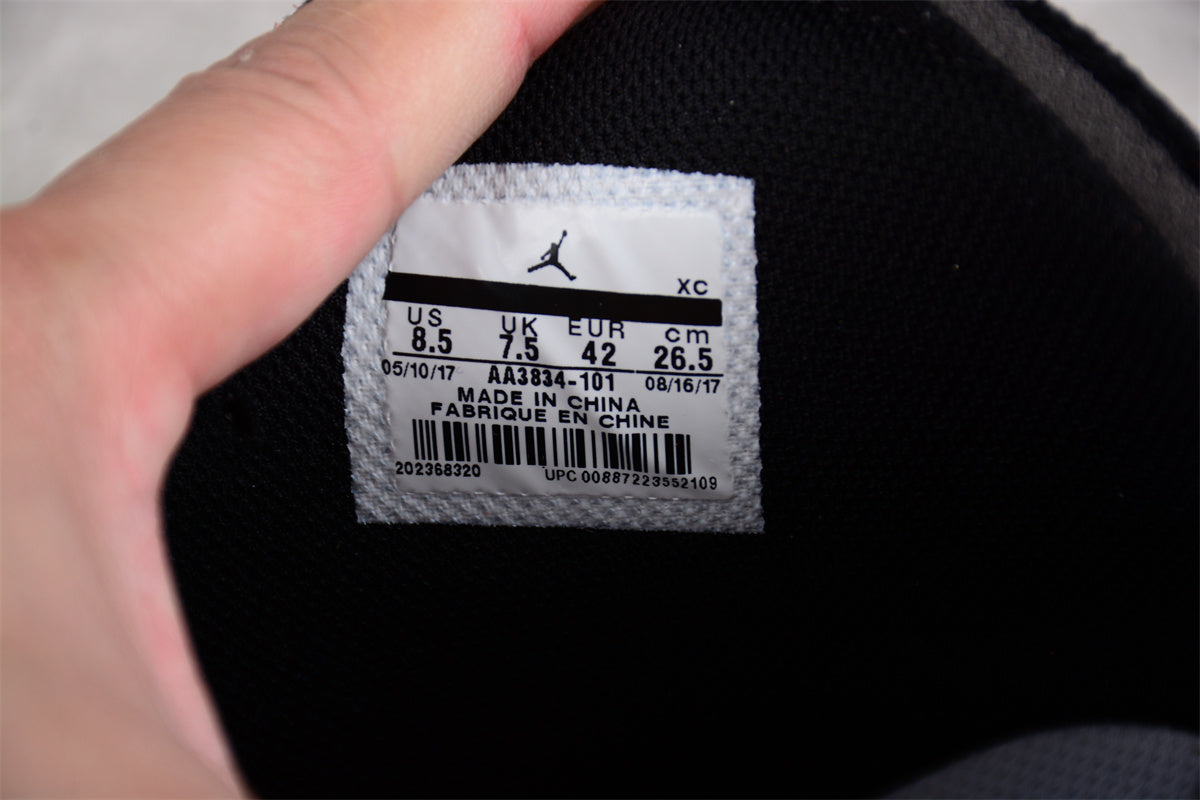 XC
US UK EUR cm
8.5 7.5 42 26.5
05/10/17 AA3834-101 08/16/17
MADE IN CHINA
FABRIQUE EN CHINE
202368320 UPC 00887223552109